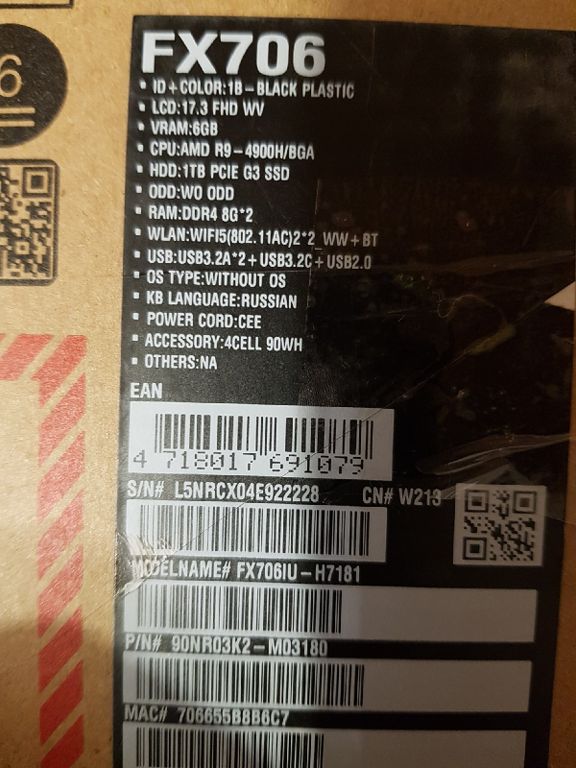 6
FX706
• ID+COLOR:1B-BLACK PLASTIC
• LCD:17.3 FHD WV
• VRAM:6GB
• CPU:AMD R9-4900H/BGA
• HDD:1TB PCIE G3 SSD
• ODD:WO ODD
• RAM:DDR4 8G*2
• WLAN:WIFI5(802.11AC)2*2_WW+BT
• USB:USB3.2A*2+USB3.2C+USB2.0
• OS TYPE:WITHOUT OS
• KB LANGUAGE:RUSSIAN
• POWER CORD:CEE
• ACCESSORY:4CELL 90WH
• OTHERS:NA
EAN
4 718017 691079
S/N# L5NRCX04E922228 CN# W213
MODELNAME# FX706IU-H7181
P/N# 90NR03K2-M03180
MAC# 706655B8B6C7